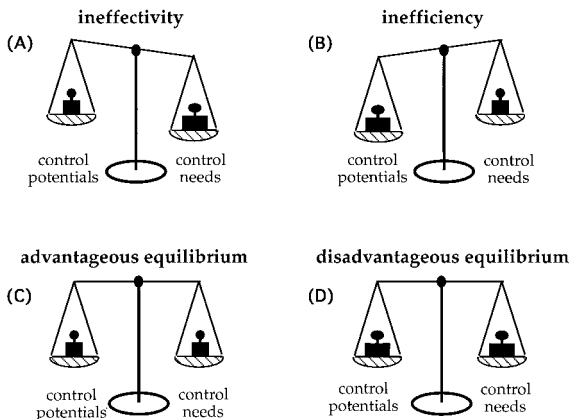 ineffectivity
(A)
control
potentials
control
needs
inefficiency
(B)
control
potentials
control
needs
advantageous equilibrium
(C)
control
potentials
control
needs
disadvantageous equilibrium
(D)
control
potentials
control
needs